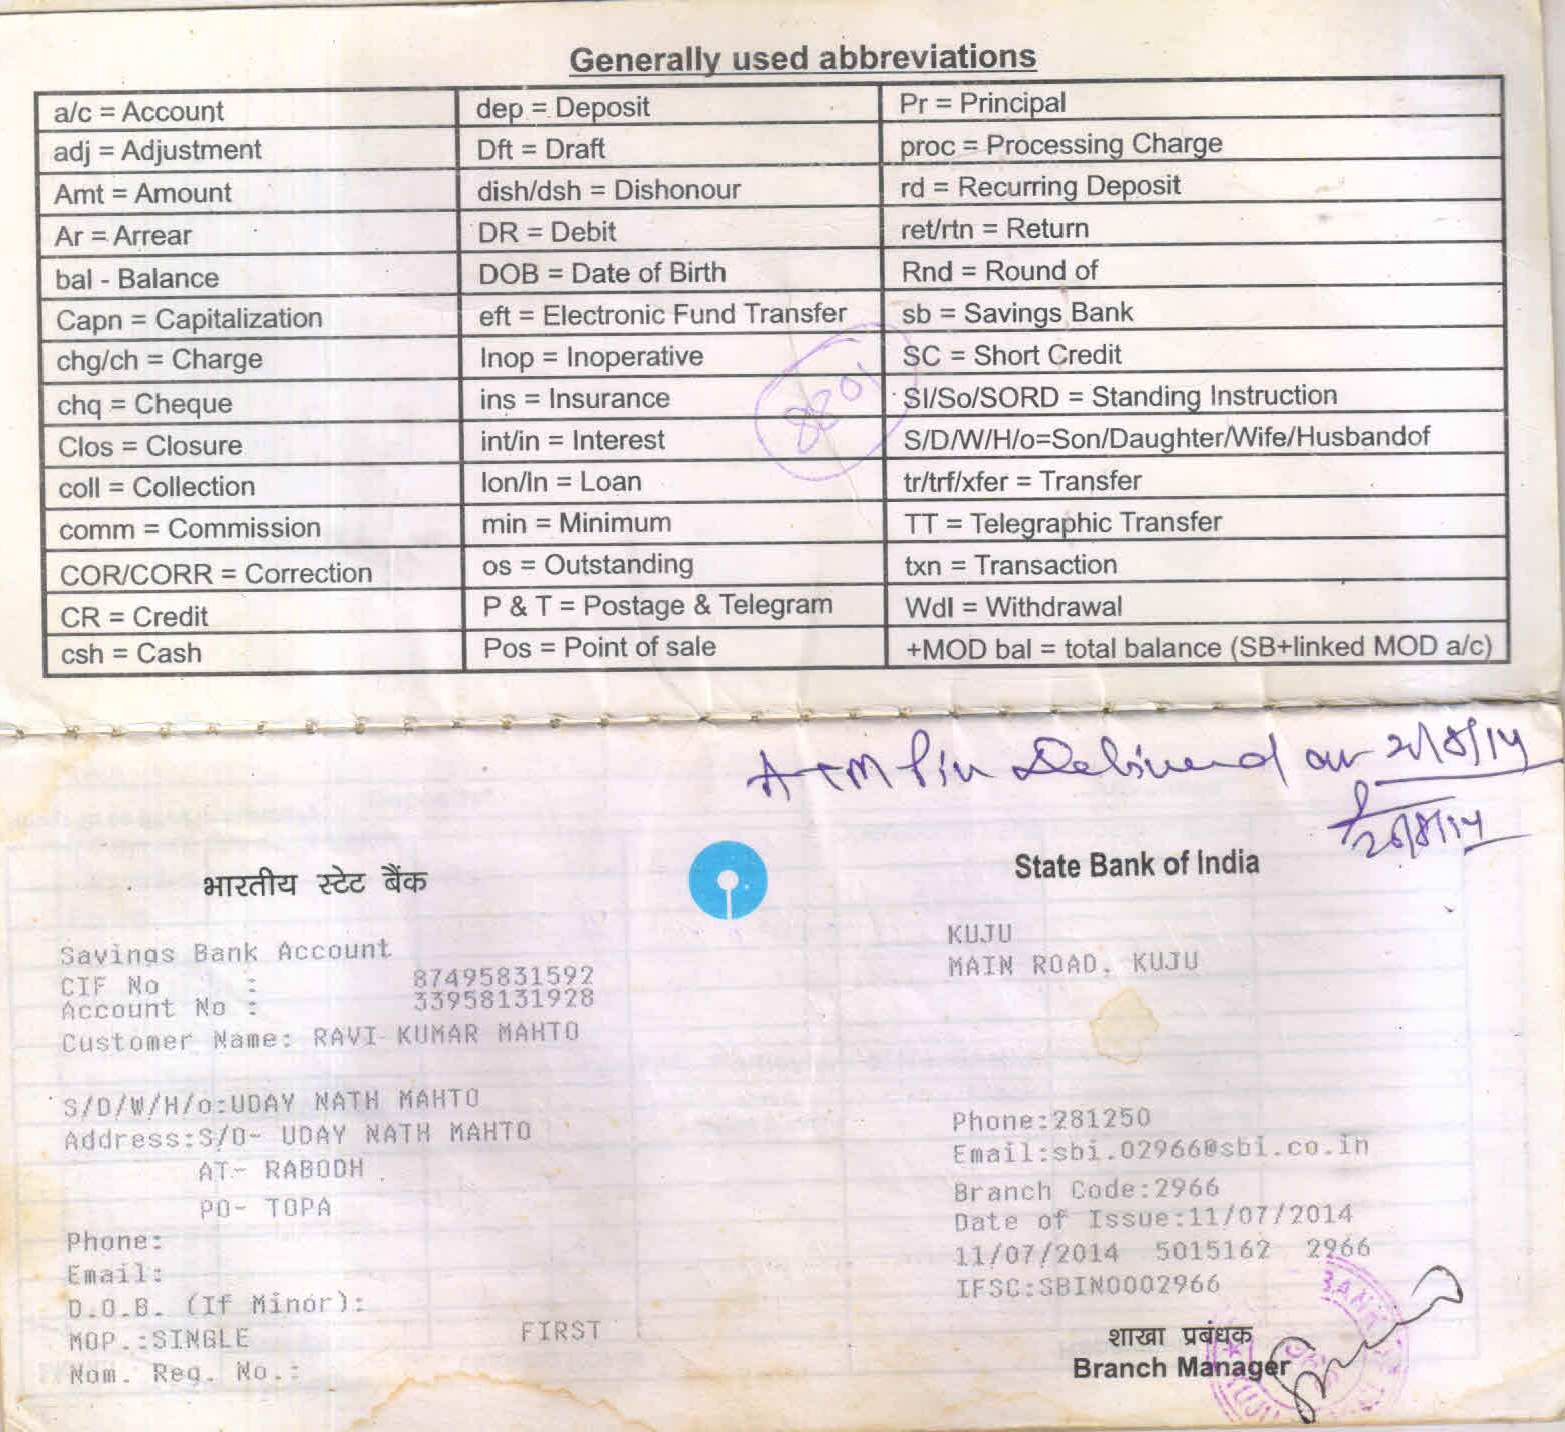 Generally used abbreviations
a/c = Account
adj = Adjustment
Amt = Amount
Ar = Arrear
bal - Balance
Capn = Capitalization
chg/ch = Charge
chq = Cheque
Clos = Closure
coll = Collection
comm = Commission
COR/CORR = Correction
CR = Credit
csh = Cash
dep = Deposit
Dft = Draft
dish/dsh = Dishonour
DR = Debit
DOB = Date of Birth
eft = Electronic Fund Transfer
Inop = Inoperative
ins = Insurance
int/in = Interest
lon/ln = Loan
min = Minimum
os = Outstanding
P & T = Postage & Telegram
Pos = Point of sale
Pr = Principal
proc = Processing Charge
rd = Recurring Deposit
ret/rtn = Return
Rnd = Round of
sb = Savings Bank
SC = Short Credit
SI/So/SORD = Standing Instruction
S/D/W/H/o=Son/Daughter/Wife/Husbandof
tr/trf/xfer = Transfer
TT = Telegraphic Transfer
txn = Transaction
Wdl = Withdrawal
+MOD bal = total balance (SB+linked MOD a/c)
8801
ATM Pin Delivered on
भारतीय स्टेट बैंक
Savings Bank Account
CIF No : 87495831592
Account No : 33958131928
Customer Name: RAVI KUMAR MAHTO
S/D/W/H/o:UDAY NATH MAHTO
Address:S/O- UDAY NATH MAHTO
AT- RABODH
PO- TOPA
Phone:
Email:
D.O.B. (If Minor):
MOP.:SINGLE FIRST
Nom. Reg. No.:
State Bank of India
KUJU
MAIN ROAD, KUJU
Phone:281250
Email:sbi.02966@sbi.co.in
Branch Code:2966
Date of Issue:11/07/2014
11/07/2014 5015162 2966
IFSC:SBIN0002966
शाखा प्रबंधक
Branch Manager